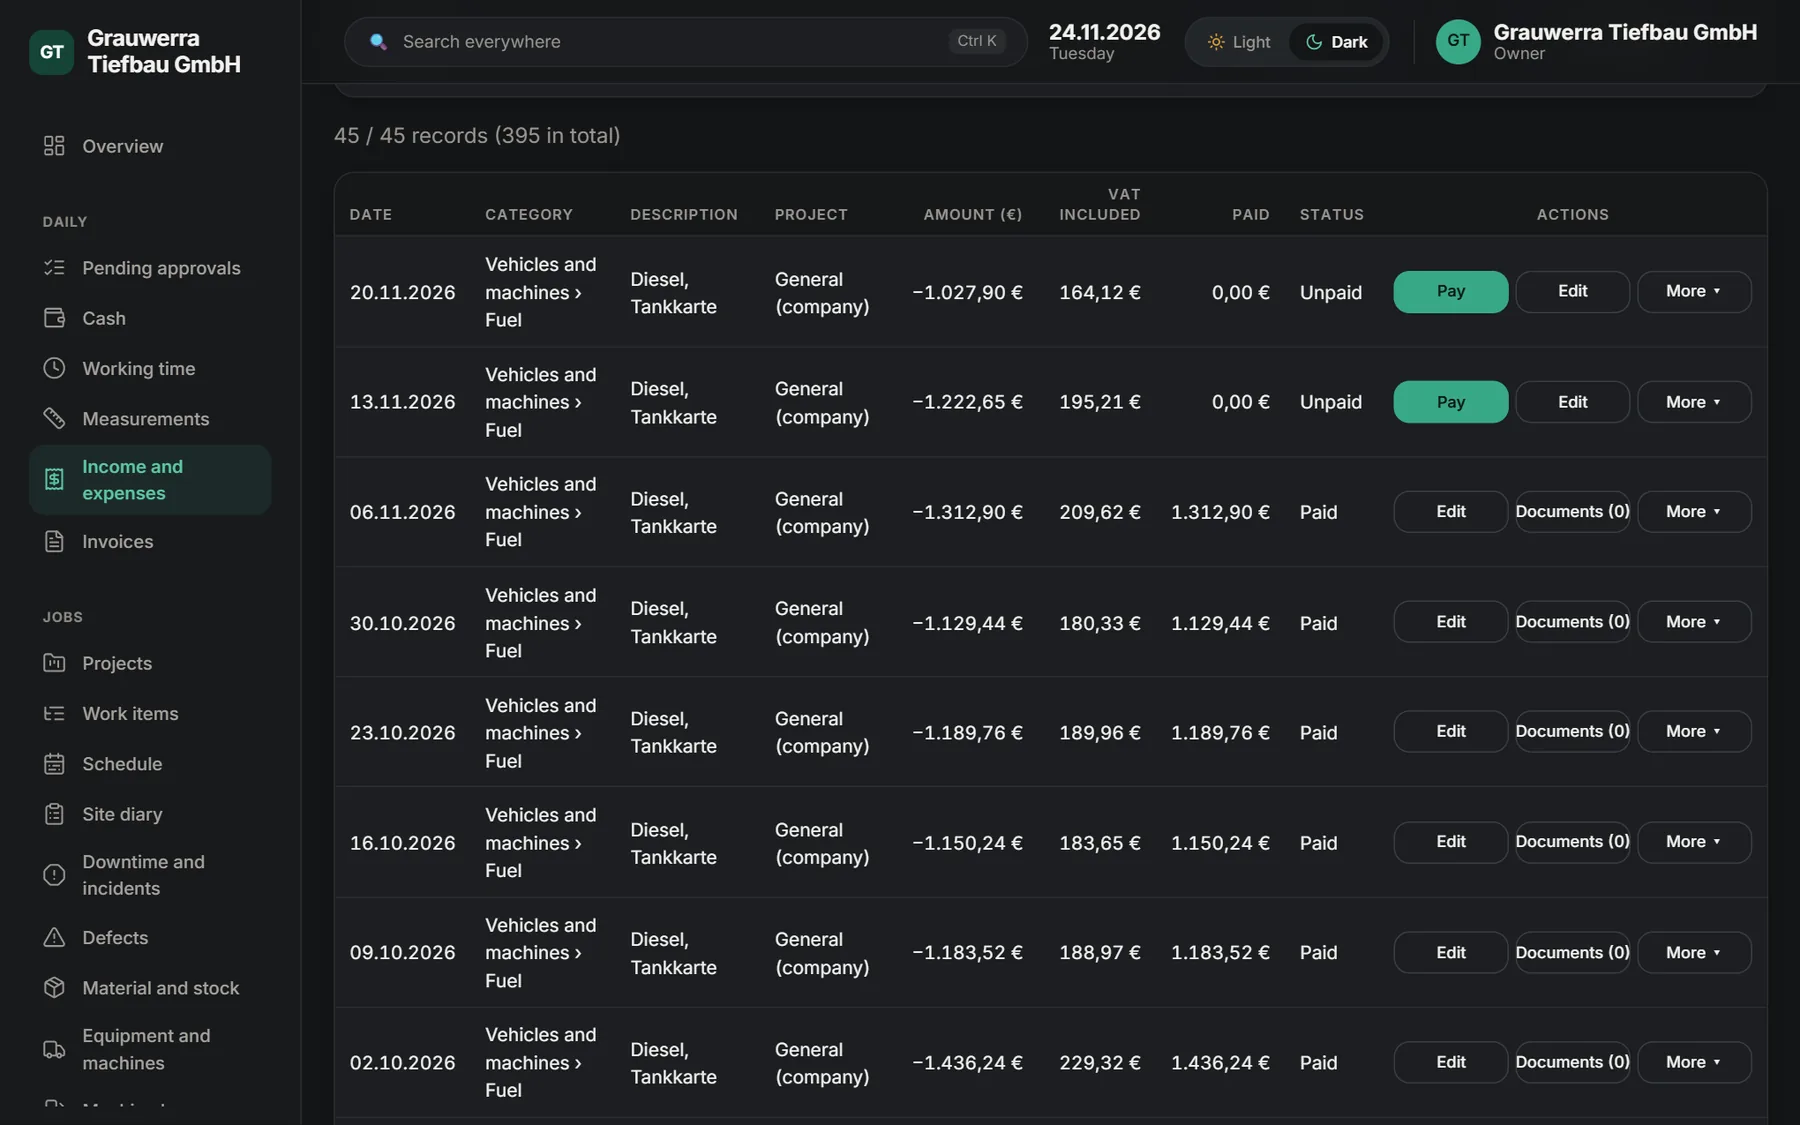 GT
Grauwerra
Tiefbau GmbH
Search everywhere
Ctrl K
24.11.2026
Tuesday
Light
Dark
GT
Grauwerra Tiefbau GmbH
Owner
Overview
DAILY
Pending approvals
Cash
Working time
Measurements
Income and
expenses
Invoices
JOBS
Projects
Work items
Schedule
Site diary
Downtime and
incidents
Defects
Material and stock
Equipment and
machines
45 / 45 records (395 in total)
DATE CATEGORY DESCRIPTION PROJECT AMOUNT (€) VAT INCLUDED PAID STATUS ACTIONS
20.11.2026 Vehicles and machines › Fuel Diesel, Tankkarte General (company) −1.027,90 € 164,12 € 0,00 € Unpaid Pay Edit More ▾
13.11.2026 Vehicles and machines › Fuel Diesel, Tankkarte General (company) −1.222,65 € 195,21 € 0,00 € Unpaid Pay Edit More ▾
06.11.2026 Vehicles and machines › Fuel Diesel, Tankkarte General (company) −1.312,90 € 209,62 € 1.312,90 € Paid Edit Documents (0) More ▾
30.10.2026 Vehicles and machines › Fuel Diesel, Tankkarte General (company) −1.129,44 € 180,33 € 1.129,44 € Paid Edit Documents (0) More ▾
23.10.2026 Vehicles and machines › Fuel Diesel, Tankkarte General (company) −1.189,76 € 189,96 € 1.189,76 € Paid Edit Documents (0) More ▾
16.10.2026 Vehicles and machines › Fuel Diesel, Tankkarte General (company) −1.150,24 € 183,65 € 1.150,24 € Paid Edit Documents (0) More ▾
09.10.2026 Vehicles and machines › Fuel Diesel, Tankkarte General (company) −1.183,52 € 188,97 € 1.183,52 € Paid Edit Documents (0) More ▾
02.10.2026 Vehicles and machines › Fuel Diesel, Tankkarte General (company) −1.436,24 € 229,32 € 1.436,24 € Paid Edit Documents (0) More ▾